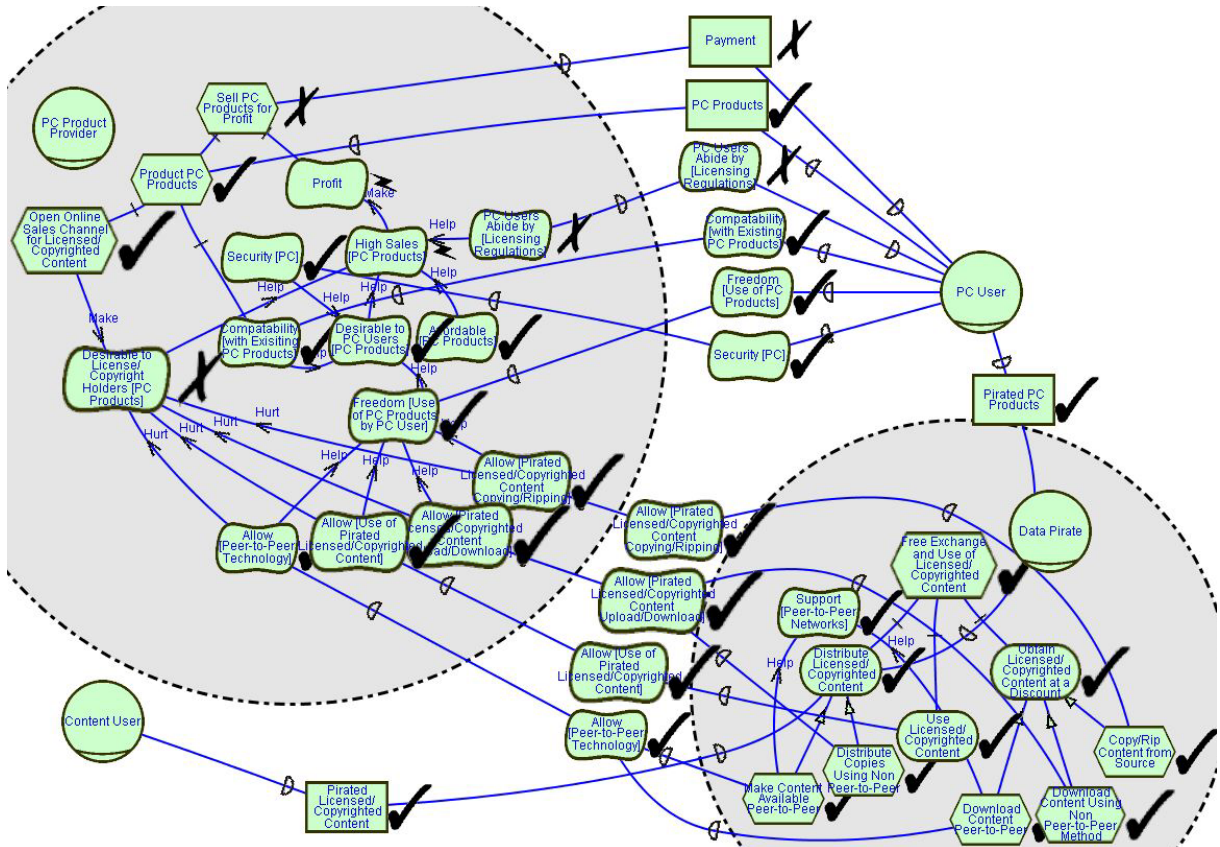 Payment
Sell PC
Products for
Profit
PC Product
Provider
PC Products
PC Users
Abide by
[Licensing
Regulations]
Product PC
Products
Profit
Make
Open Online
Sales Channel
for Licensed/
Copyrighted
Content
Security [PC]
High Sales
[PC Products]
Help
PC Users
Abide by
[Licensing
Regulations]
Compatability
[with Existing
PC Products]
Help
Help
Help
Help
Freedom
[Use of PC
Products]
PC User
Make
Compatability
[with Exisiting
PC Products]
Desirable to
PC Users
[PC Products]
Affordable
[PC Products]
Security [PC]
Desirable to
License/
Copyright
Holders [PC
Products]
Help
Pirated PC
Products
Freedom [Use
of PC Products
by PC User]
Hurt
Hurt
Hurt
Hurt
Help
Help
Help
Help
Allow [Pirated
Licensed/Copyrighted
Content
Copying/Ripping]
Allow
[Peer-to-Peer
Technology]
Allow [Use of
Pirated
Licensed/Copyrighted
Content]
Allow [Pirated
Licensed/Copyrighted
Content
Upload/Download]
Allow [Pirated
Licensed/Copyrighted
Content
Copying/Ripping]
Data Pirate
Free Exchange
and Use of
Licensed/
Copyrighted
Content
Allow [Pirated
Licensed/Copyrighted
Content
Upload/Download]
Support
[Peer-to-Peer
Networks]
Help
Help
Distribute
Licensed/
Copyrighted
Content
Obtain
Licensed/
Copyrighted
Content at a
Discount
Allow [Use of
Pirated
Licensed/Copyrighted
Content]
Content User
Allow
[Peer-to-Peer
Technology]
Use
Licensed/
Copyrighted
Content
Copy/Rip
Content from
Source
Distribute
Copies Using Non
Peer-to-Peer
Make Content
Available
Peer-to-Peer
Pirated
Licensed/
Copyrighted
Content
Download
Content
Peer-to-Peer
Download
Content Using
Non
Peer-to-Peer
Method